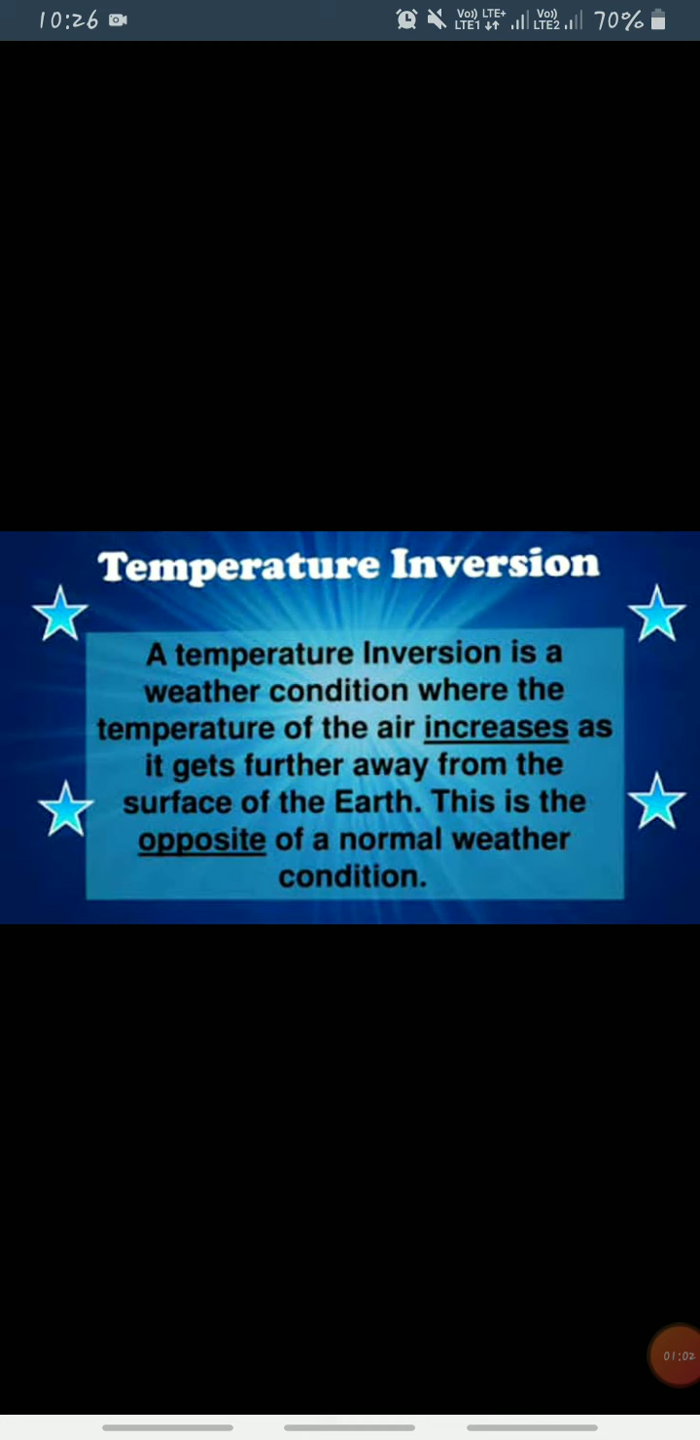 10:26
Vo)) LTE+
LTE1
Vo))
LTE2
70%
Temperature Inversion
A temperature Inversion is a
weather condition where the
temperature of the air increases as
it gets further away from the
surface of the Earth. This is the
opposite of a normal weather
condition.
01:02